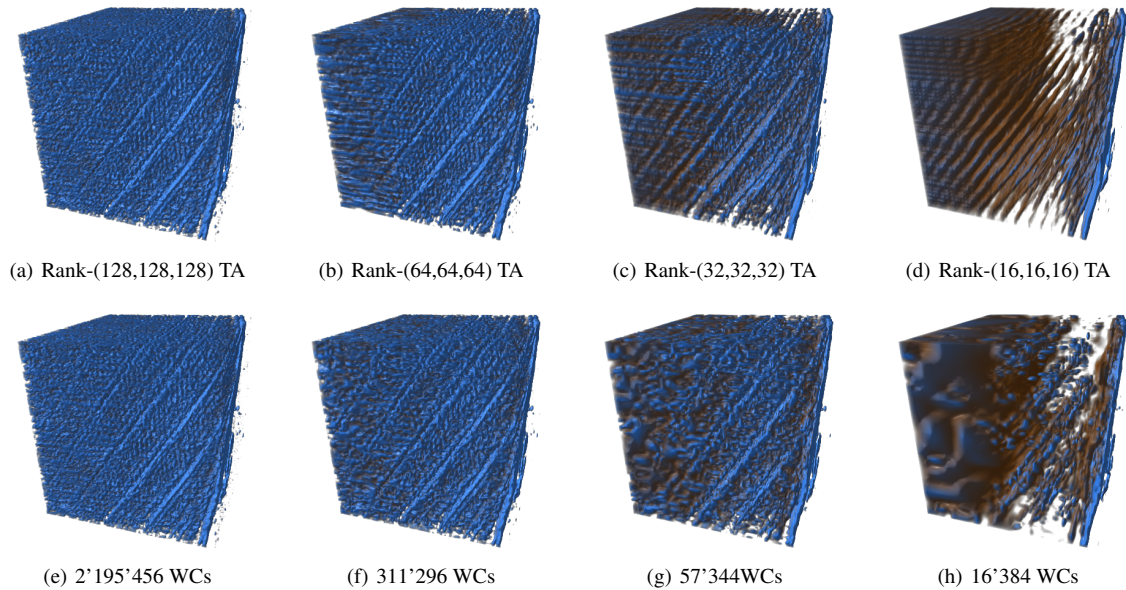 (a) Rank-(128,128,128) TA
(b) Rank-(64,64,64) TA
(c) Rank-(32,32,32) TA
(d) Rank-(16,16,16) TA
(e) 2’195’456 WCs
(f) 311’296 WCs
(g) 57’344WCs
(h) 16’384 WCs